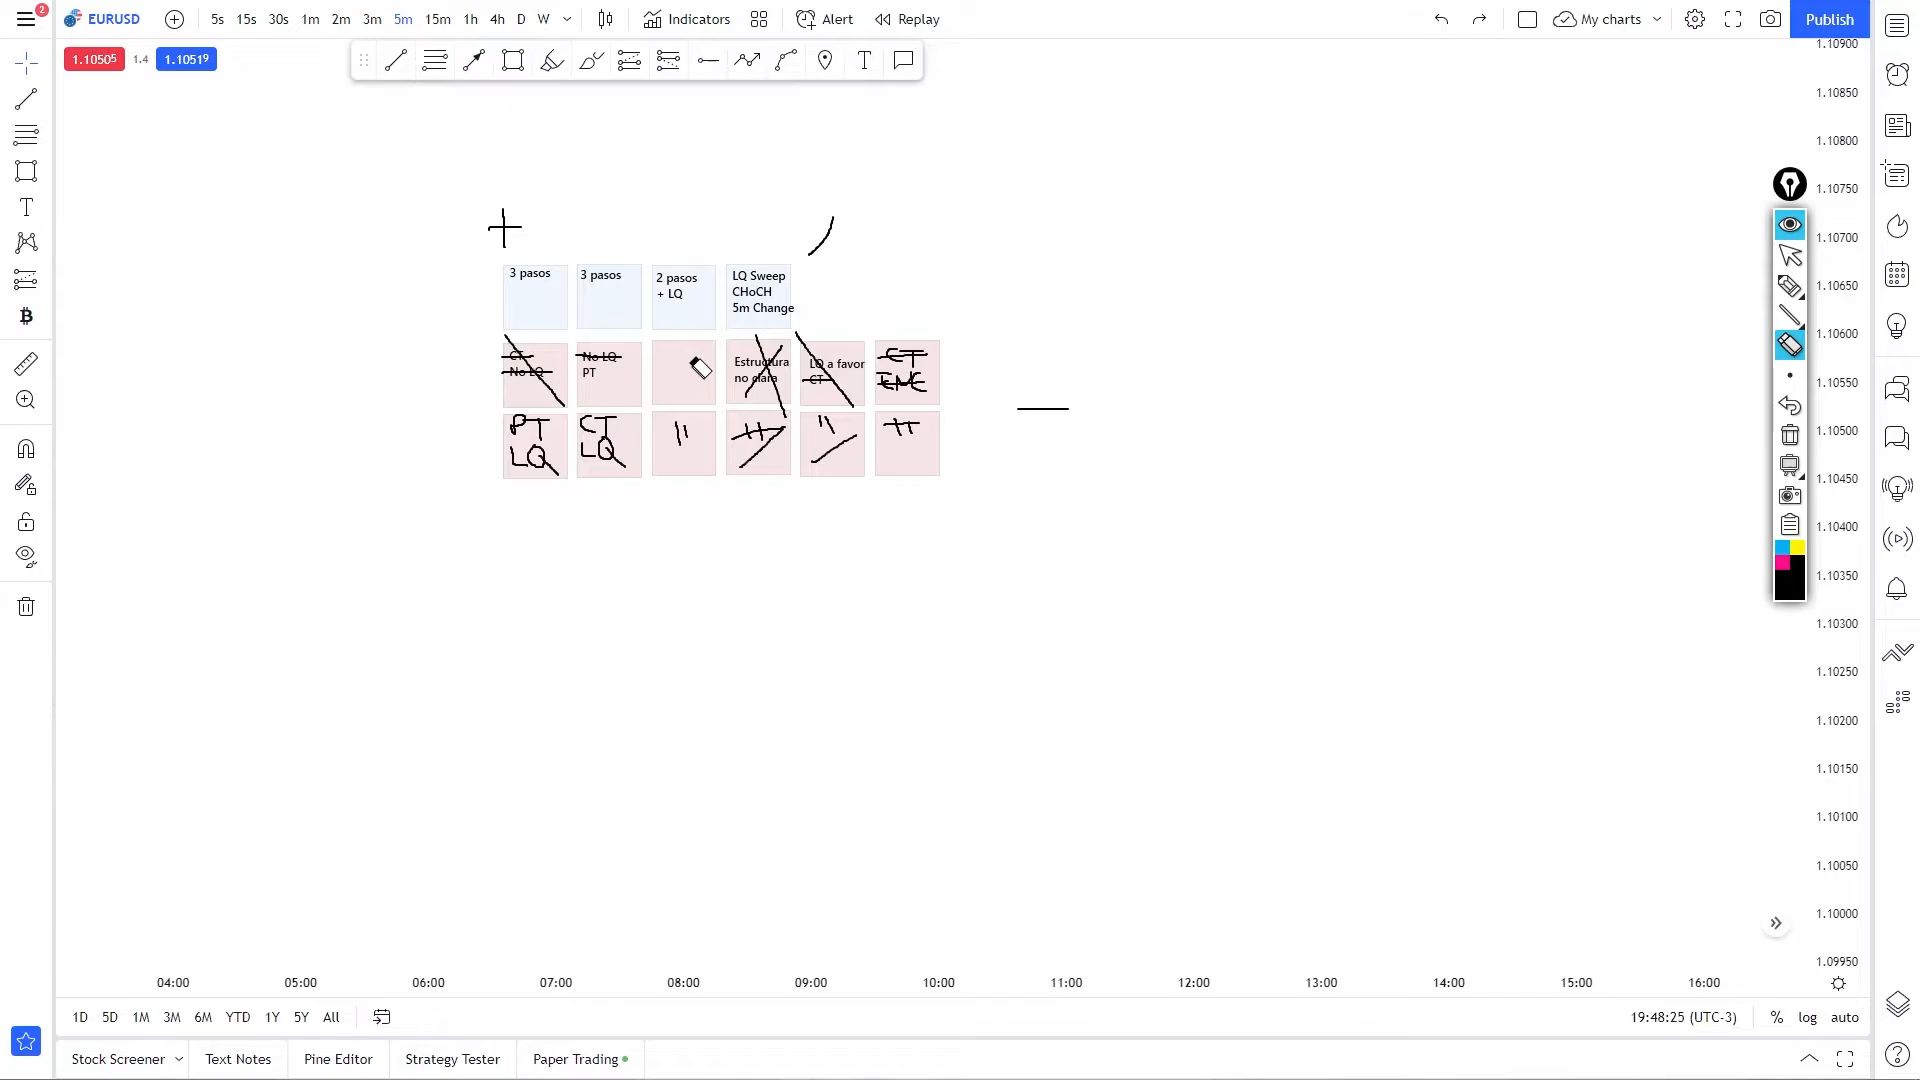 2
EURUSD
5s 15s 30s 1m 2m 3m 5m 15m 1h 4h D W
Indicators
Alert
Replay
My charts
Publish
1.10505 1.4 1.10519
1.10900
1.10850
1.10800
1.10750
1.10700
1.10650
1.10600
1.10550
1.10500
1.10450
1.10400
1.10350
1.10300
1.10250
1.10200
1.10150
1.10100
1.10050
1.10000
1.09950
3 pasos
3 pasos
2 pasos
+ LQ
LQ Sweep
CHoCH
5m Change
CT
No LQ
No LQ
PT
Estructura
no clara
LQ a favor
CT
CT
ENC
PT
LQ
CT
LQ
04:00 05:00 06:00 07:00 08:00 09:00 10:00 11:00 12:00 13:00 14:00 15:00 16:00
1D 5D 1M 3M 6M YTD 1Y 5Y All
19:48:25 (UTC-3) % log auto
Stock Screener Text Notes Pine Editor Strategy Tester Paper Trading